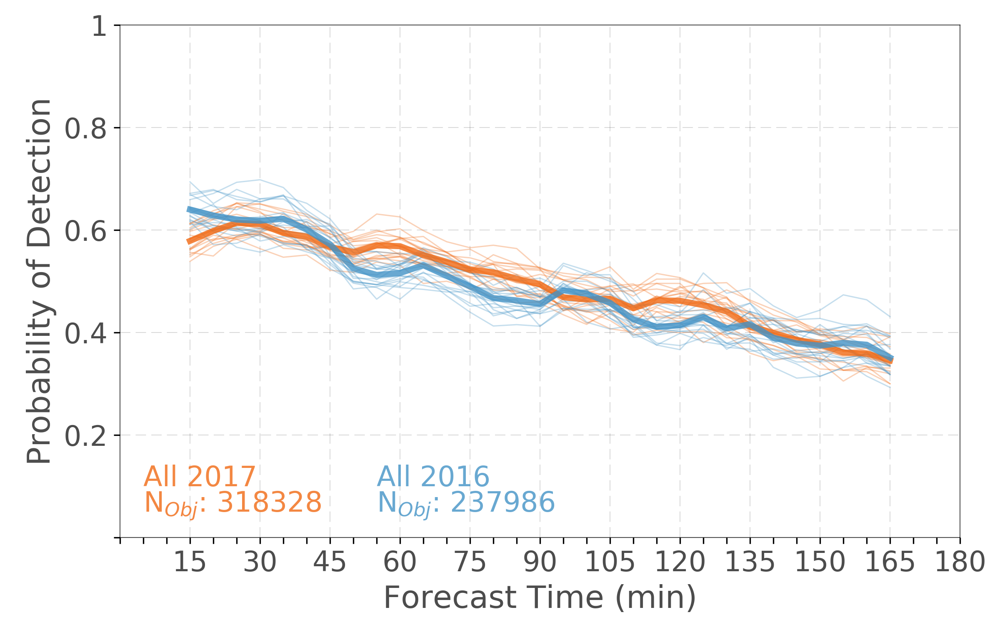 Probability of Detection
1
0.8
0.6
0.4
0.2
All 2017
N_Obj: 318328
All 2016
N_Obj: 237986
15 30 45 60 75 90 105 120 135 150 165 180
Forecast Time (min)